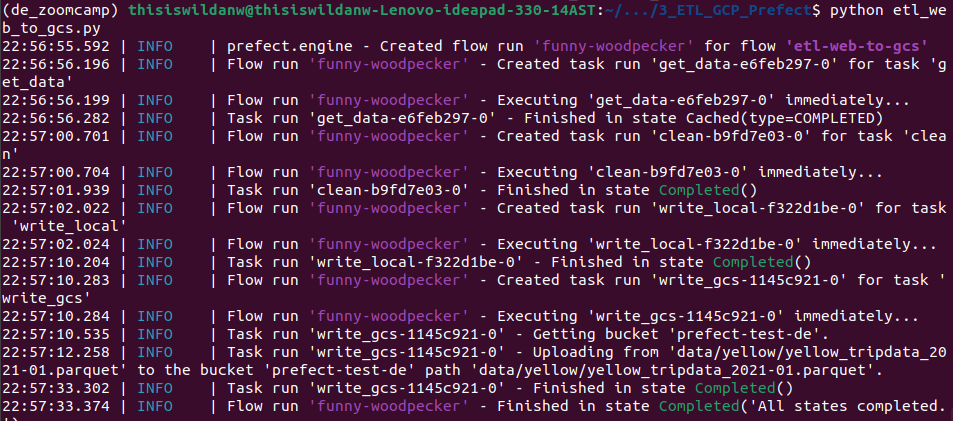 (de_zoomcamp) thisiswildanw@thisiswildanw-Lenovo-ideapad-330-14AST:~/.../3_ETL_GCP_Prefect$ python etl_we
b_to_gcs.py
22:56:55.592 | INFO    | prefect.engine - Created flow run 'funny-woodpecker' for flow 'etl-web-to-gcs'
22:56:56.196 | INFO    | Flow run 'funny-woodpecker' - Created task run 'get_data-e6feb297-0' for task 'g
et_data'
22:56:56.199 | INFO    | Flow run 'funny-woodpecker' - Executing 'get_data-e6feb297-0' immediately...
22:56:56.282 | INFO    | Task run 'get_data-e6feb297-0' - Finished in state Cached(type=COMPLETED)
22:57:00.701 | INFO    | Flow run 'funny-woodpecker' - Created task run 'clean-b9fd7e03-0' for task 'clea
n'
22:57:00.704 | INFO    | Flow run 'funny-woodpecker' - Executing 'clean-b9fd7e03-0' immediately...
22:57:01.939 | INFO    | Task run 'clean-b9fd7e03-0' - Finished in state Completed()
22:57:02.022 | INFO    | Flow run 'funny-woodpecker' - Created task run 'write_local-f322d1be-0' for task
 'write_local'
22:57:02.024 | INFO    | Flow run 'funny-woodpecker' - Executing 'write_local-f322d1be-0' immediately...
22:57:10.204 | INFO    | Task run 'write_local-f322d1be-0' - Finished in state Completed()
22:57:10.283 | INFO    | Flow run 'funny-woodpecker' - Created task run 'write_gcs-1145c921-0' for task '
write_gcs'
22:57:10.284 | INFO    | Flow run 'funny-woodpecker' - Executing 'write_gcs-1145c921-0' immediately...
22:57:10.535 | INFO    | Task run 'write_gcs-1145c921-0' - Getting bucket 'prefect-test-de'.
22:57:12.258 | INFO    | Task run 'write_gcs-1145c921-0' - Uploading from 'data/yellow/yellow_tripdata_20
21-01.parquet' to the bucket 'prefect-test-de' path 'data/yellow/yellow_tripdata_2021-01.parquet'.
22:57:33.302 | INFO    | Task run 'write_gcs-1145c921-0' - Finished in state Completed()
22:57:33.374 | INFO    | Flow run 'funny-woodpecker' - Finished in state Completed('All states completed.